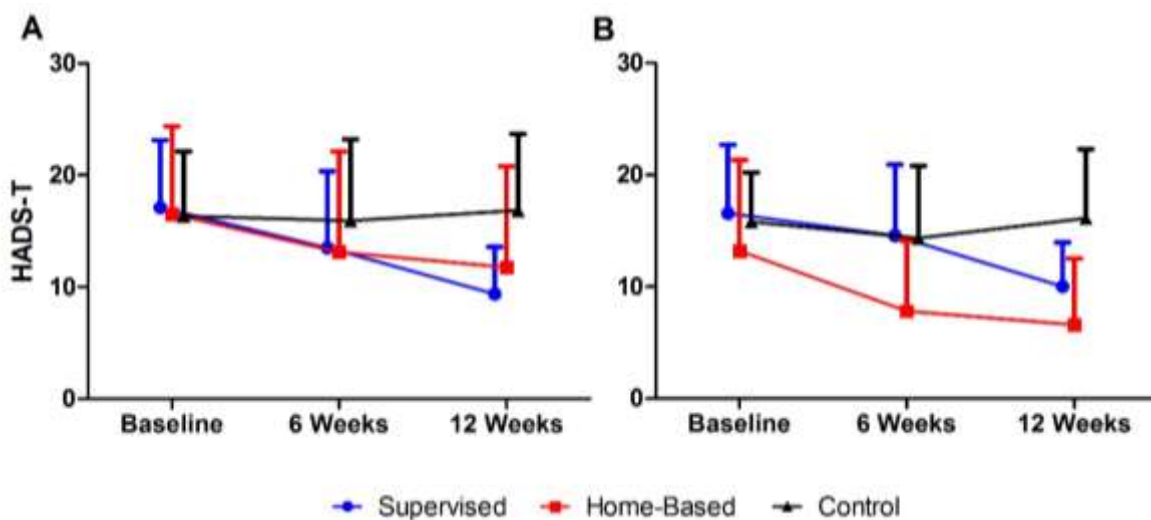 A
B
HADS-T
30
20
10
0
Baseline 6 Weeks 12 Weeks
30
20
10
0
Baseline 6 Weeks 12 Weeks
Supervised Home-Based Control